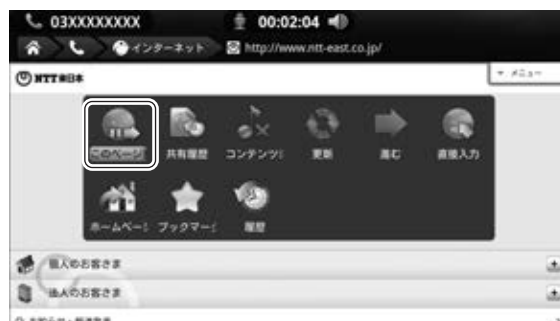 03XXXXXXXXX 00:02:04
インターネット http://www.ntt-east.co.jp/
NTT東日本 メニュー
このページ 共有履歴 コンテンツ 更新 進む 直接入力
ホームペー ブックマー 履歴
個人のお客さま
法人のお客さま